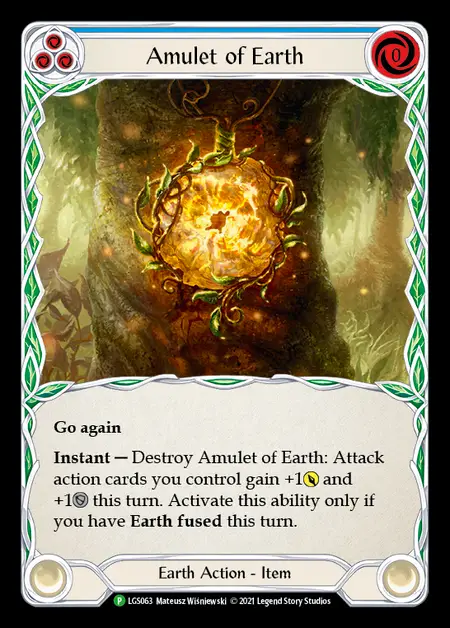 Amulet of Earth
0
Go again
Instant — Destroy Amulet of Earth: Attack
action cards you control gain +1 and
+1 this turn. Activate this ability only if
you have Earth fused this turn.
Earth Action - Item
P LGS063 Mateusz Wiśniewski © 2021 Legend Story Studios